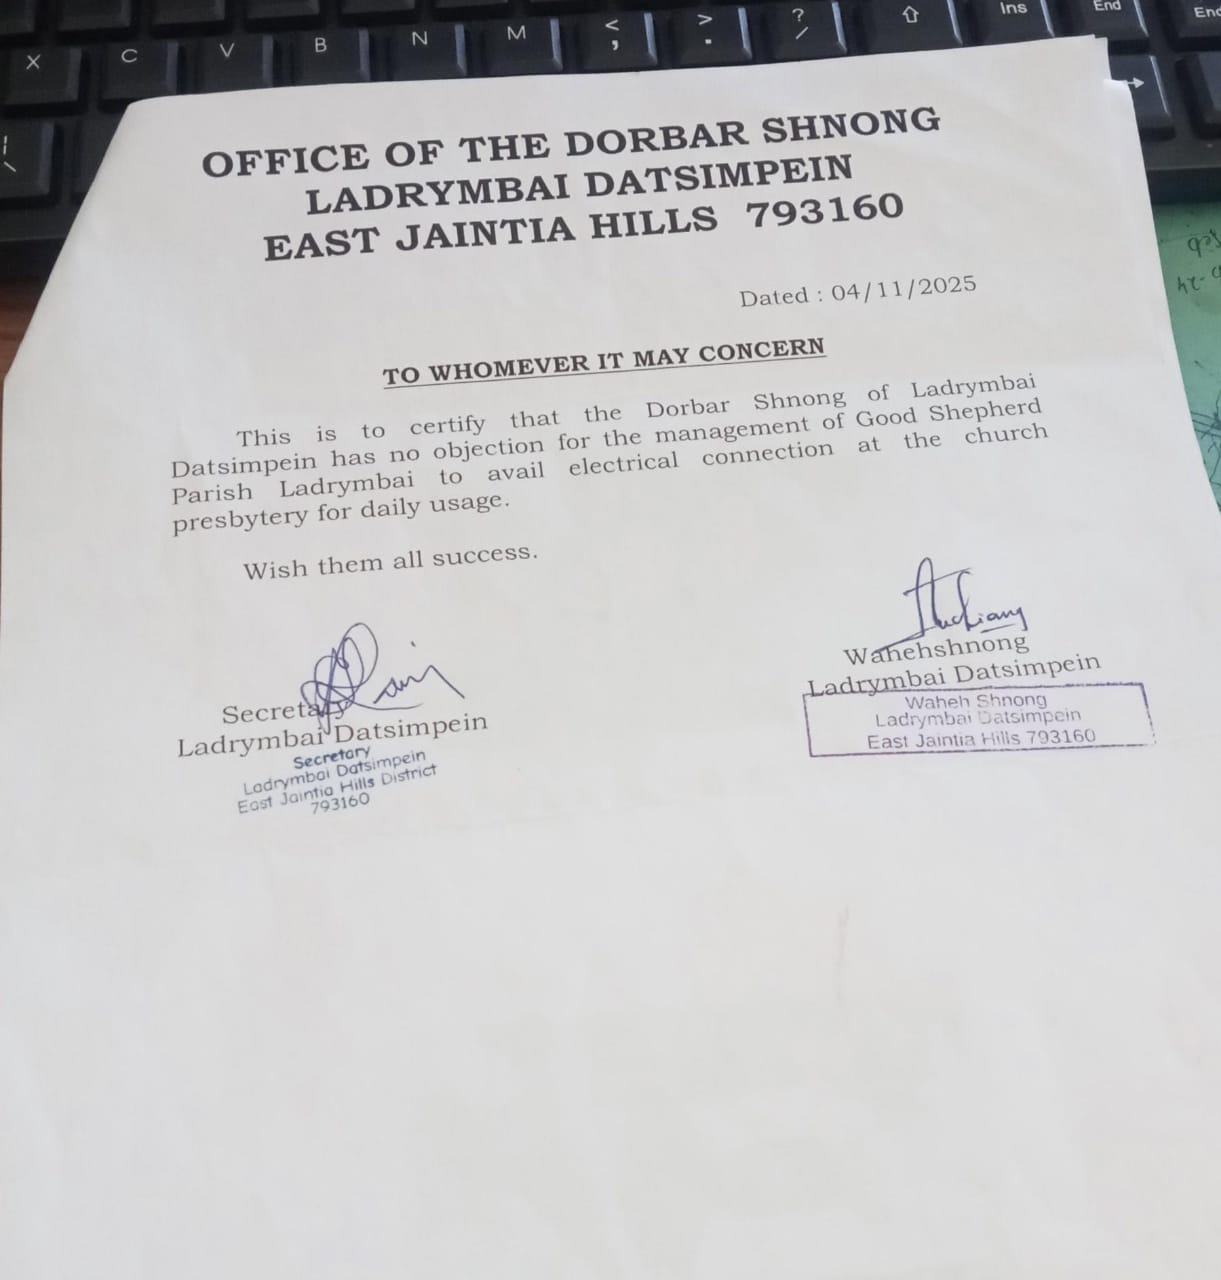 X C V B N M < , > . ? / Ins End End
OFFICE OF THE DORBAR SHNONG
LADRYMBAI DATSIMPEIN
EAST JAINTIA HILLS 793160
Dated : 04/11/2025
TO WHOMEVER IT MAY CONCERN
This is to certify that the Dorbar Shnong of Ladrymbai
Datsimpein has no objection for the management of Good Shepherd
Parish Ladrymbai to avail electrical connection at the church
presbytery for daily usage.
Wish them all success.
Secretary
Ladrymbai Datsimpein
Secretary
Ladrymbai Datsimpein
East Jaintia Hills District
793160
Wahehshnong
Ladrymbai Datsimpein
Waheh Shnong
Ladrymbai Datsimpein
East Jaintia Hills 793160